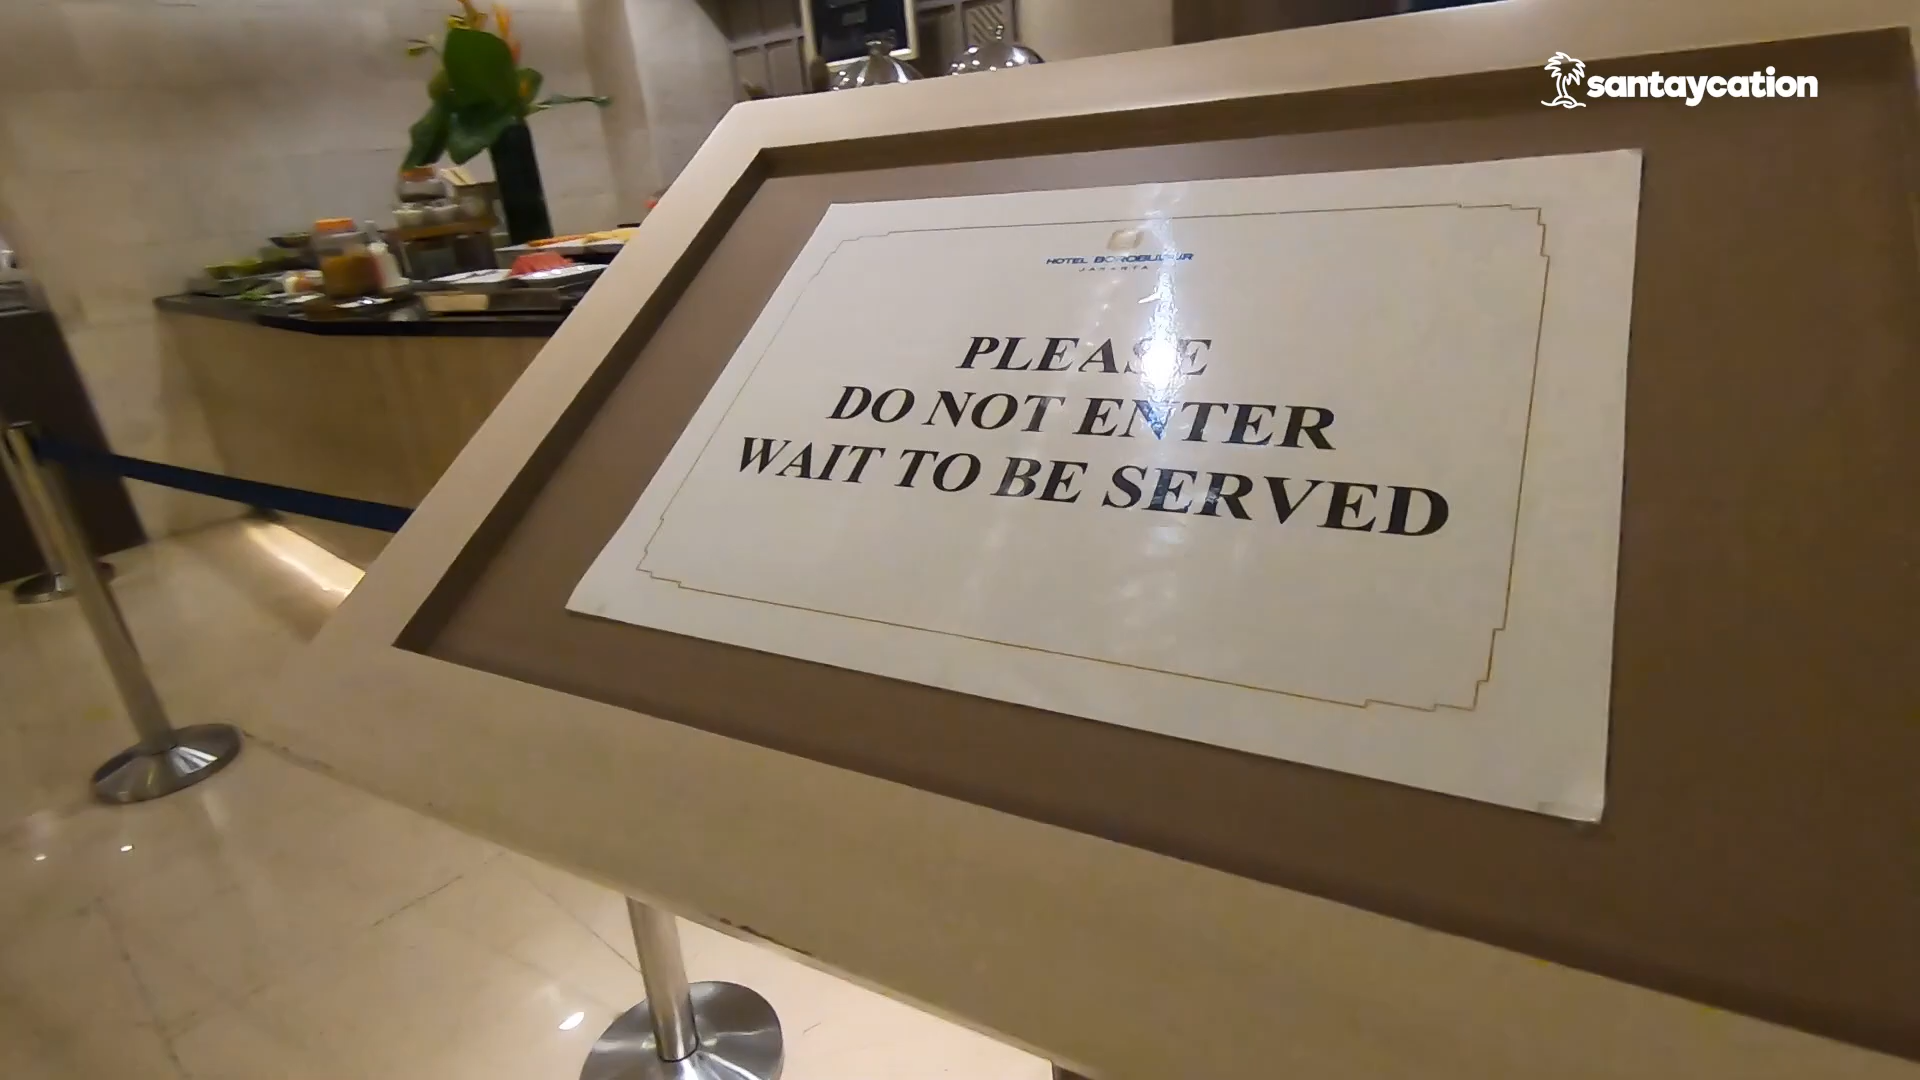 santaycation
HOTEL BOROBUDUR
JAKARTA
PLEASE
DO NOT ENTER
WAIT TO BE SERVED